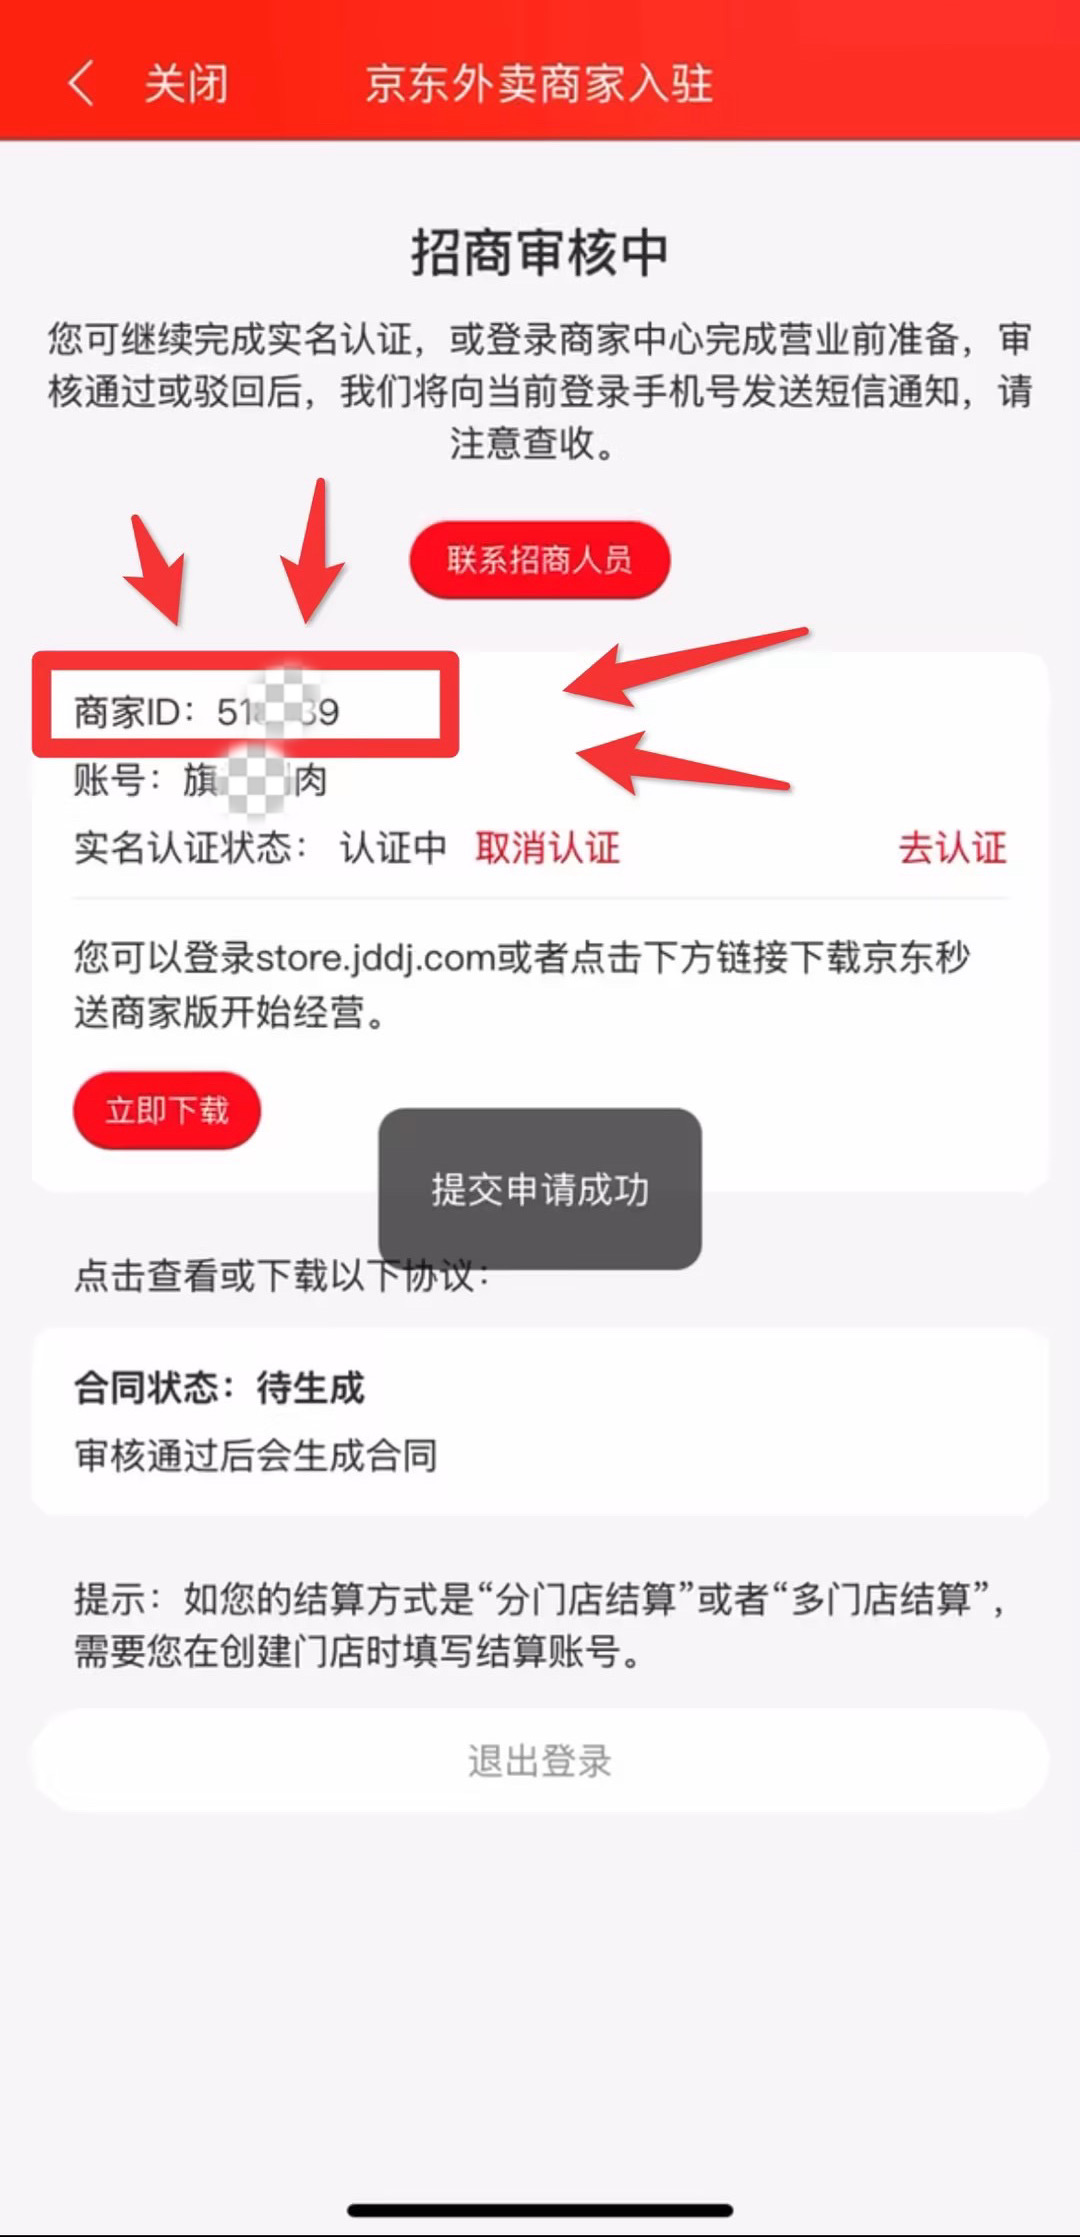 关闭
京东外卖商家入驻
招商审核中
您可继续完成实名认证，或登录商家中心完成营业前准备，审
核通过或驳回后，我们将向当前登录手机号发送短信通知，请
注意查收。
联系招商人员
商家ID：51 39
账号：旗 肉
实名认证状态： 认证中 取消认证 去认证
您可以登录store.jddj.com或者点击下方链接下载京东秒
送商家版开始经营。
立即下载
提交申请成功
点击查看或下载以下协议：
合同状态：待生成
审核通过后会生成合同
提示：如您的结算方式是“分门店结算”或者“多门店结算”，
需要您在创建门店时填写结算账号。
退出登录